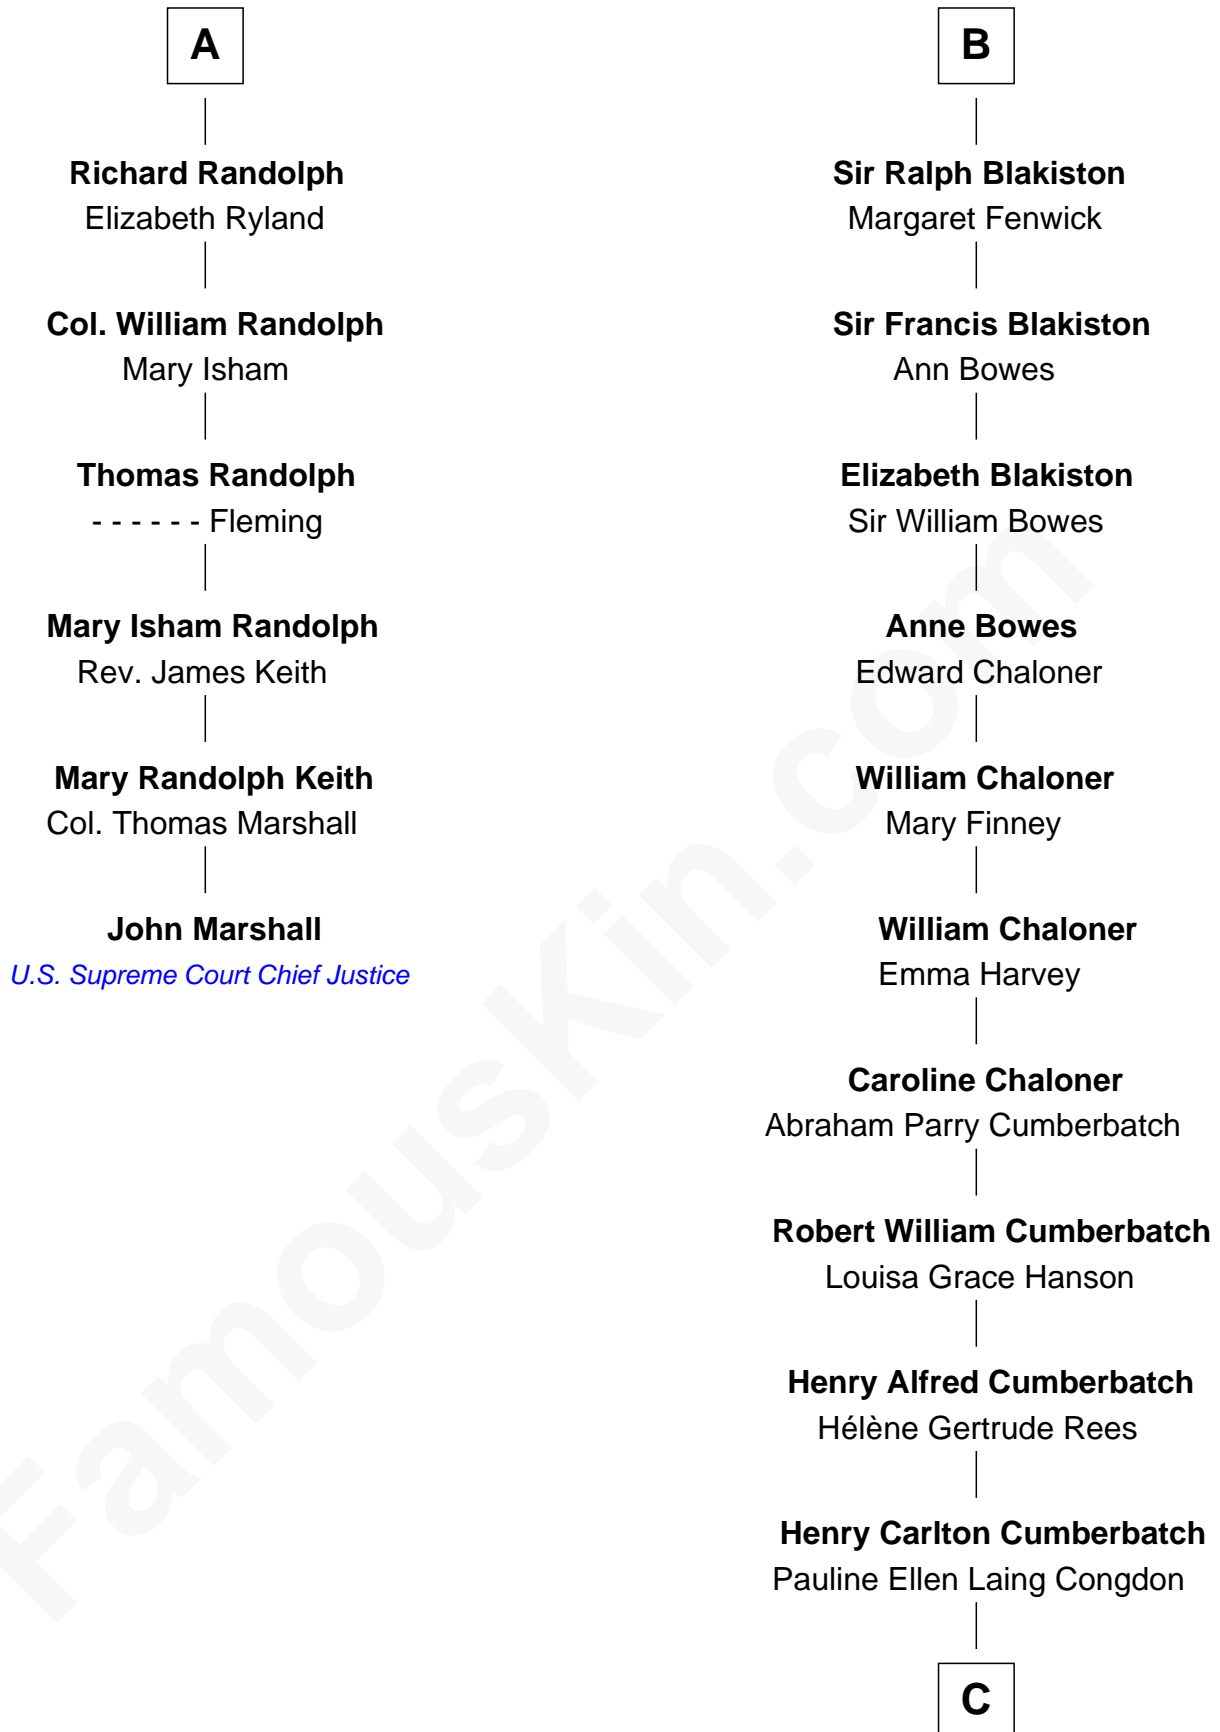 A
Richard Randolph
Elizabeth Ryland
Col. William Randolph
Mary Isham
Thomas Randolph
- - - - - - Fleming
Mary Isham Randolph
Rev. James Keith
Mary Randolph Keith
Col. Thomas Marshall
John Marshall
U.S. Supreme Court Chief Justice
B
Sir Ralph Blakiston
Margaret Fenwick
Sir Francis Blakiston
Ann Bowes
Elizabeth Blakiston
Sir William Bowes
Anne Bowes
Edward Chaloner
William Chaloner
Mary Finney
William Chaloner
Emma Harvey
Caroline Chaloner
Abraham Parry Cumberbatch
Robert William Cumberbatch
Louisa Grace Hanson
Henry Alfred Cumberbatch
Hélène Gertrude Rees
Henry Carlton Cumberbatch
Pauline Ellen Laing Congdon
C
FamousKin.com